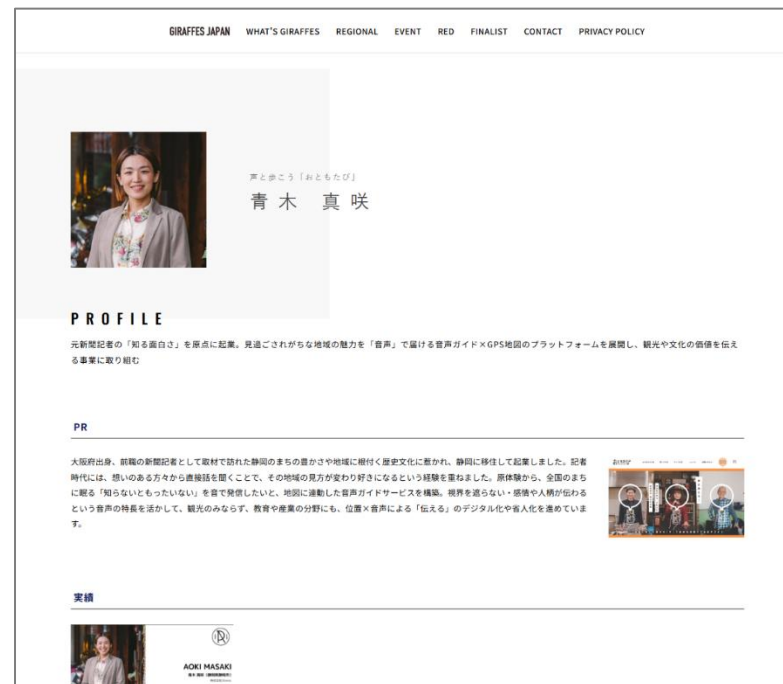 GIRAFFES JAPAN WHAT'S GIRAFFES REGIONAL EVENT RED FINALIST CONTACT PRIVACY POLICY
声と歩こう「おともたび」
青木 真咲
PROFILE
元新聞記者の「知る面白さ」を原点に起業。見過ごされがちな地域の魅力を「音声」で届ける音声ガイド×GPS地図のプラットフォームを展開し、観光や文化の価値を伝え
る事業に取り組む
PR
大阪府出身、前職の新聞記者として取材で訪れた静岡のまちの豊かさや地域に根付く歴史文化に惹かれ、静岡に移住して起業しました。記者
時代には、想いのある方々から直接話を聞くことで、その地域の見方が変わり好きになるという経験を重ねました。原体験から、全国のまち
に眠る「知らないともったいない」を音で発信したいと、地図に連動した音声ガイドサービスを構築。視界を遮らない・感情や人柄が伝わる
という音声の特長を活かして、観光のみならず、教育や産業の分野にも、位置×音声による「伝える」のデジタル化や省人化を進めていま
す。
実績
AOKI MASAKI